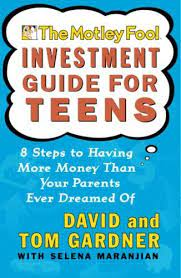 The Motley Fool
INVESTMENT
GUIDE FOR
TEENS
8 Steps to Having
More Money Than
Your Parents
Ever Dreamed Of
DAVID and
TOM GARDNER
WITH SELENA MARANJIAN